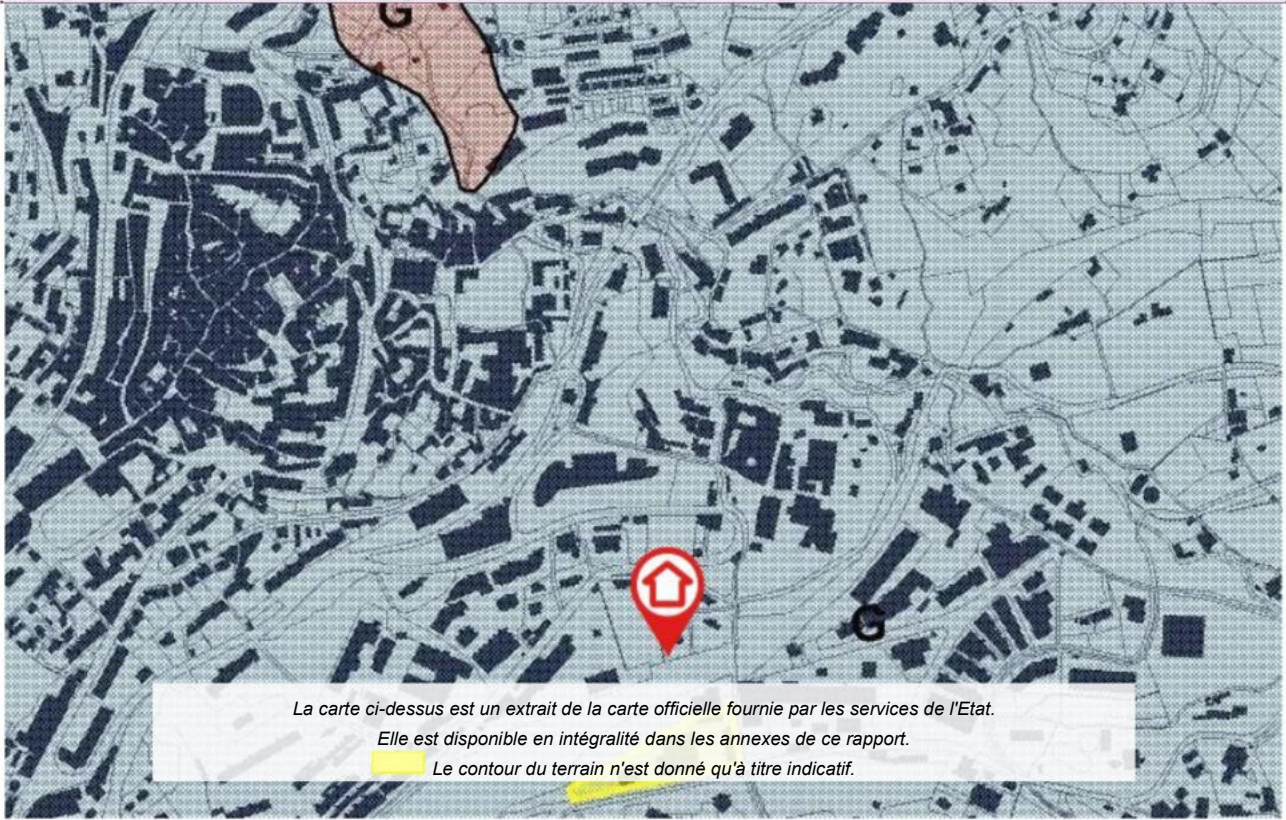 G
G
La carte ci-dessus est un extrait de la carte officielle fournie par les services de l'Etat.
Elle est disponible en intégralité dans les annexes de ce rapport.
Le contour du terrain n'est donné qu'à titre indicatif.